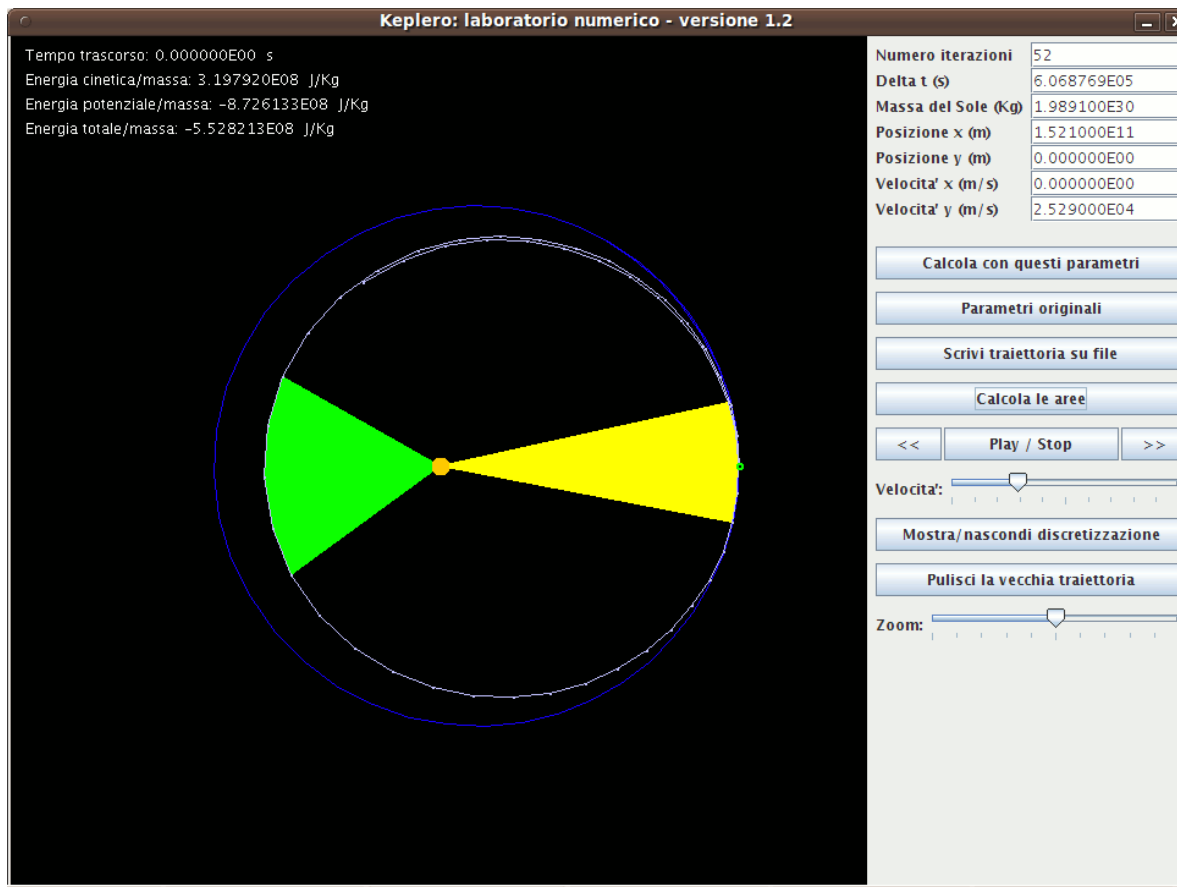 Keplero: laboratorio numerico - versione 1.2
Tempo trascorso: 0.000000E00 s
Energia cinetica/massa: 3.197920E08 J/Kg
Energia potenziale/massa: -8.726133E08 J/Kg
Energia totale/massa: -5.528213E08 J/Kg
Numero iterazioni 52
Delta t (s) 6.068769E05
Massa del Sole (Kg) 1.989100E30
Posizione x (m) 1.521000E11
Posizione y (m) 0.000000E00
Velocita' x (m/s) 0.000000E00
Velocita' y (m/s) 2.529000E04
Calcola con questi parametri
Parametri originali
Scrivi traiettoria su file
Calcola le aree
<< Play / Stop >>
Velocita':
Mostra/nascondi discretizzazione
Pulisci la vecchia traiettoria
Zoom: